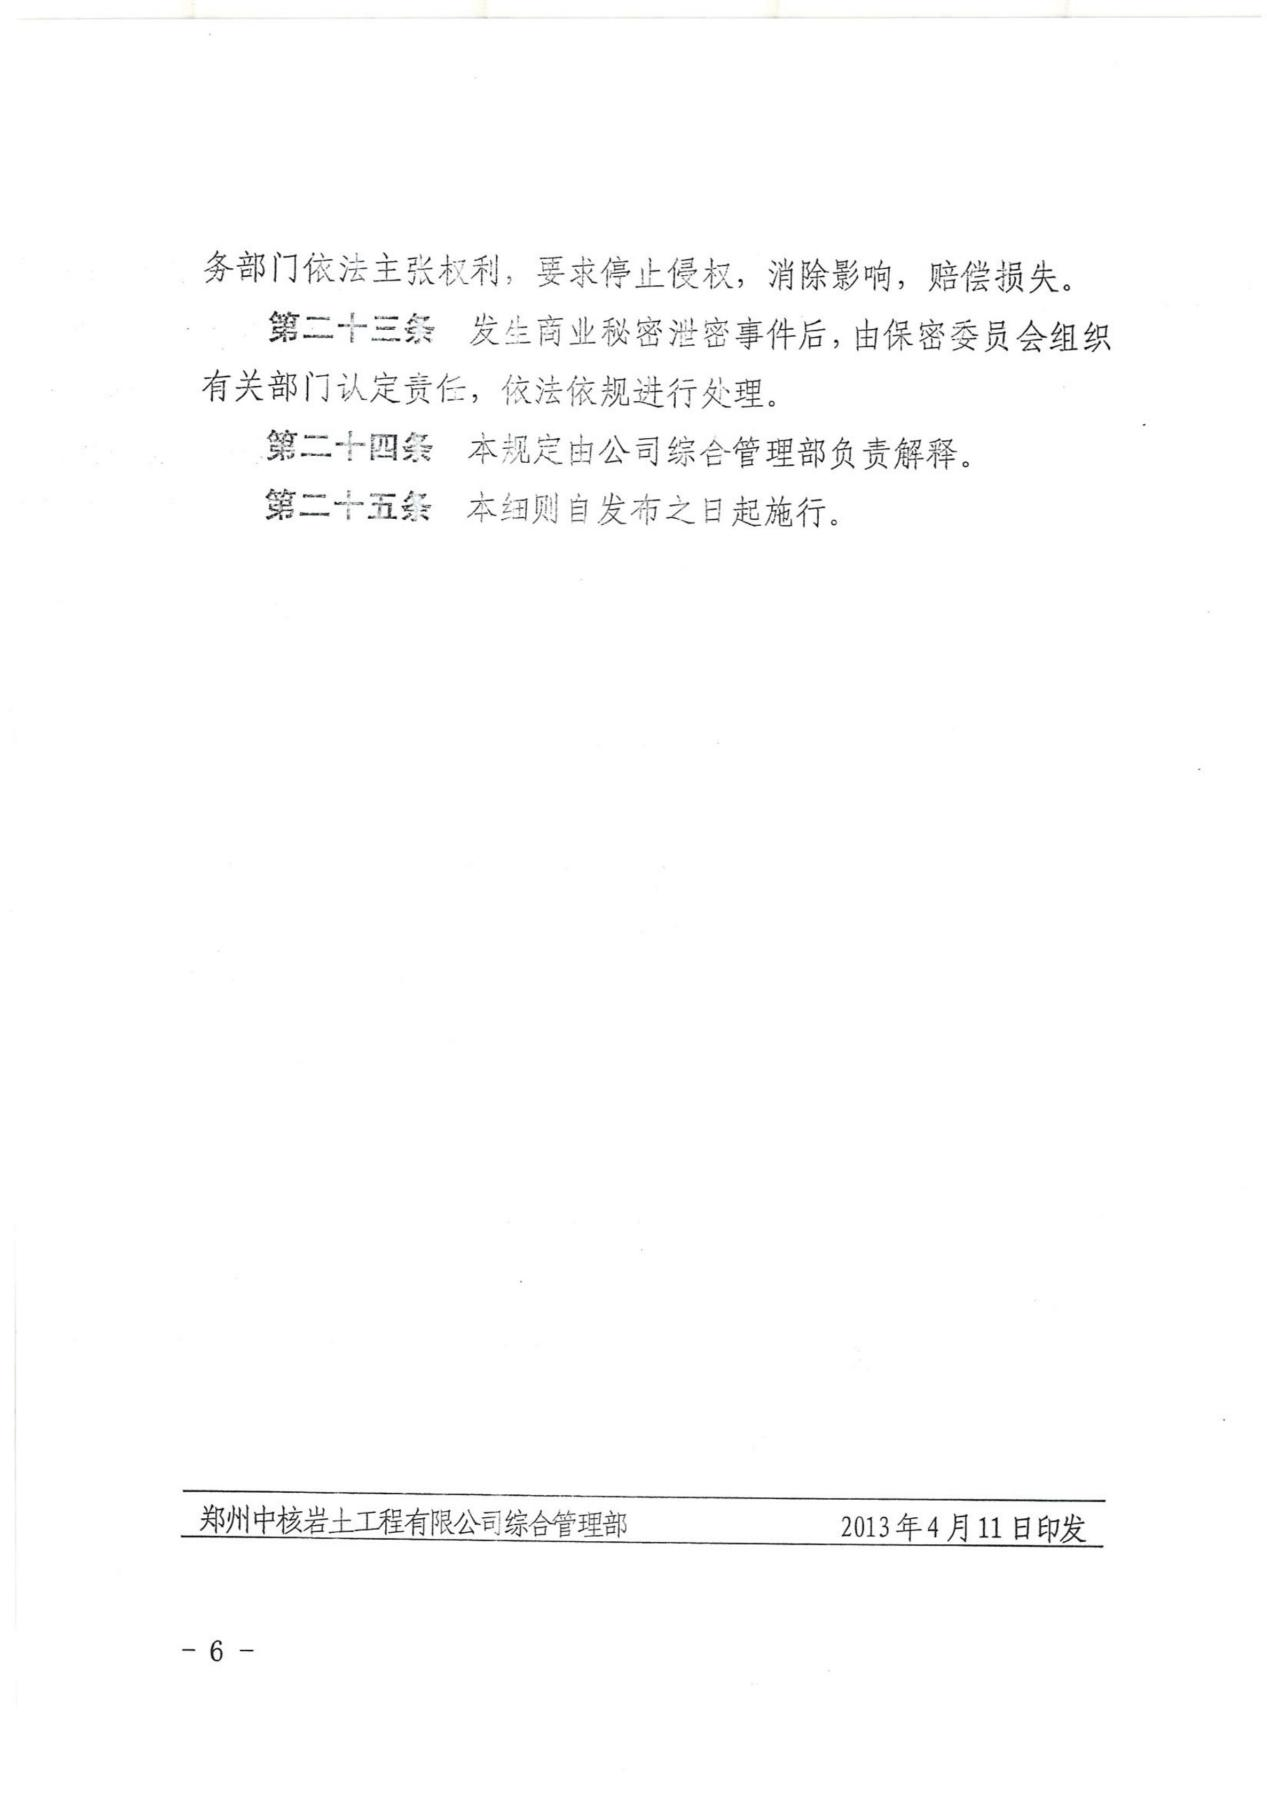 务部门依法主张权利，要求停止侵权，消除影响，赔偿损失。
第二十三条 发生商业秘密泄密事件后，由保密委员会组织
有关部门认定责任，依法依规进行处理。
第二十四条 本规定由公司综合管理部负责解释。
第二十五条 本细则自发布之日起施行。
郑州中核岩土工程有限公司综合管理部 2013年4月11日印发
- 6 -